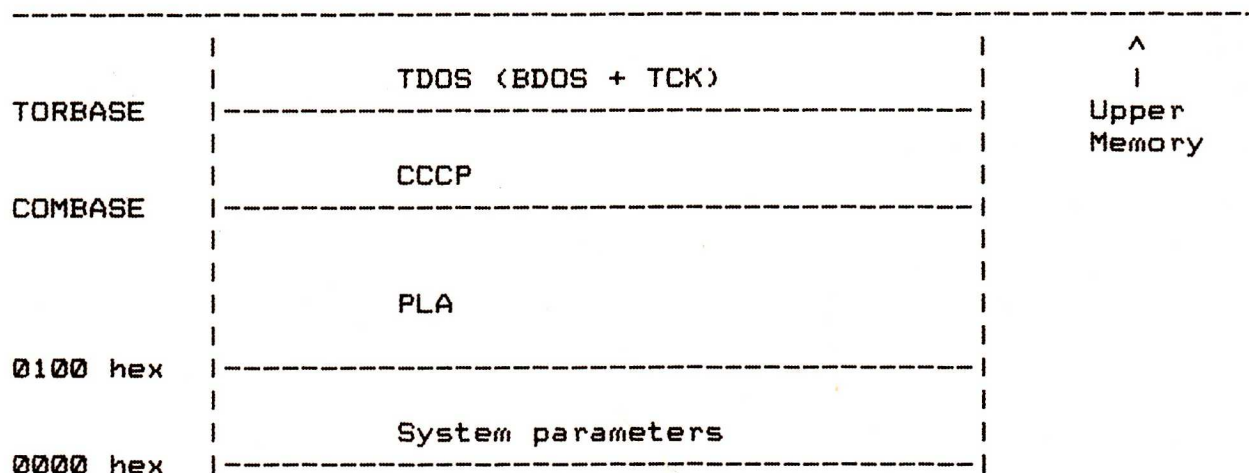 TDOS (BDOS + TCK)
TORBASE
Upper
Memory
CCCP
COMBASE
PLA
0100 hex
System parameters
0000 hex